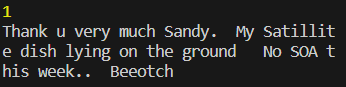 1
Thank u very much Sandy.  My Satillit
e dish lying on the ground   No SOA t
his week..  Beeotch